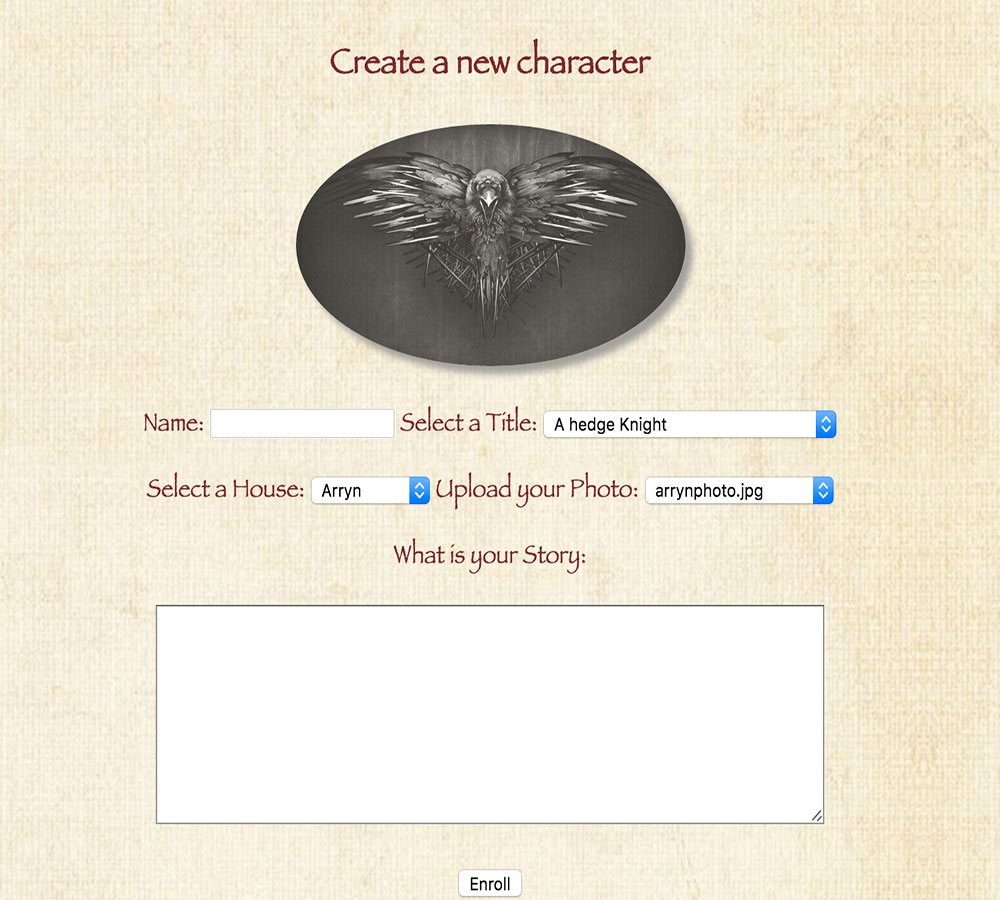 Create a new character
Name: Select a Title: A hedge Knight
Select a House: Arryn Upload your Photo: arrynphoto.jpg
What is your Story:
Enroll